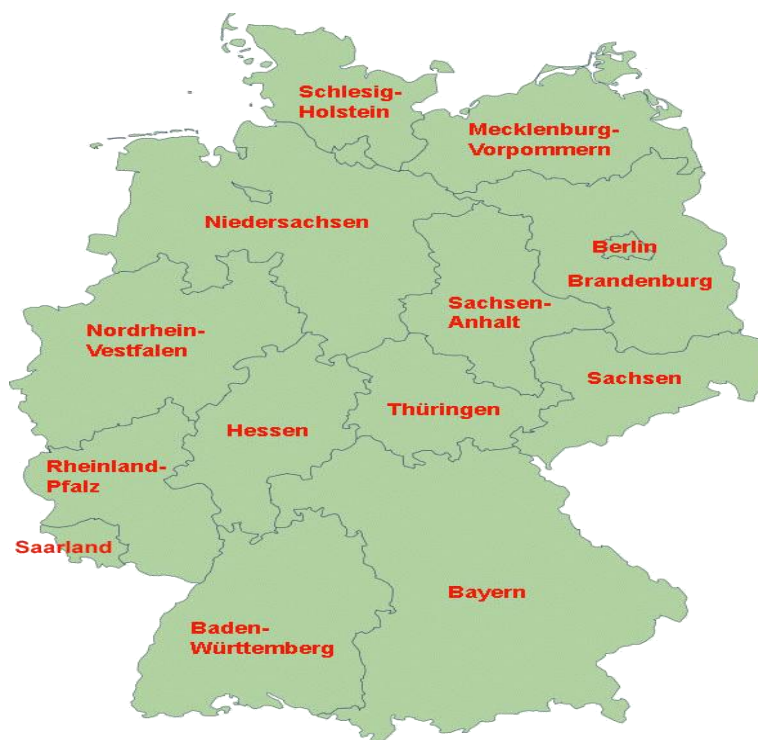 Schlesig-
Holstein
Mecklenburg-
Vorpommern
Niedersachsen
Berlin
Brandenburg
Sachsen-
Anhalt
Nordrhein-
Vestfalen
Sachsen
Thüringen
Hessen
Rheinland-
Pfalz
Saarland
Bayern
Baden-
Württemberg